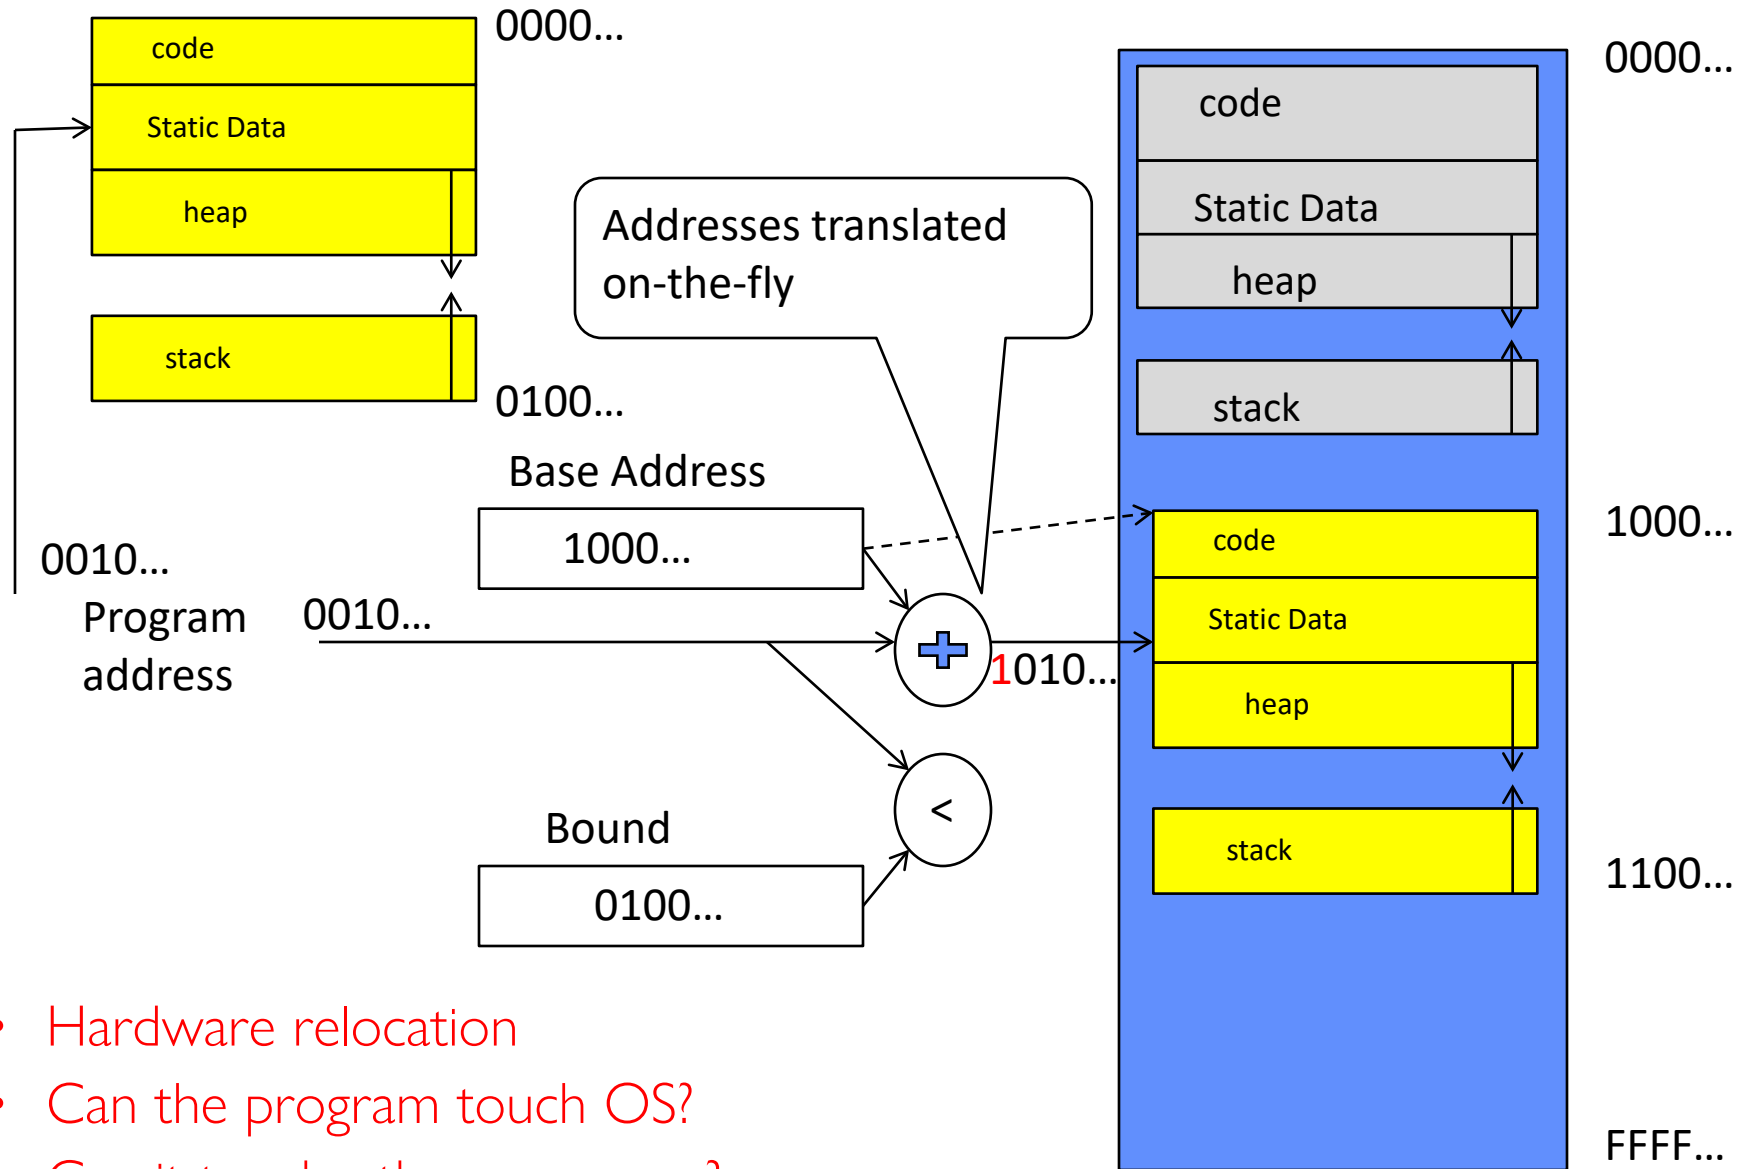 code
Static Data
heap
stack
0000...
0100...
Addresses translated
on-the-fly
Base Address
1000...
0010...
Program
address
0010...
1010...
Bound
0100...
<
code
Static Data
heap
stack
code
Static Data
heap
stack
0000...
1000...
1100...
FFFF...
• Hardware relocation
• Can the program touch OS?